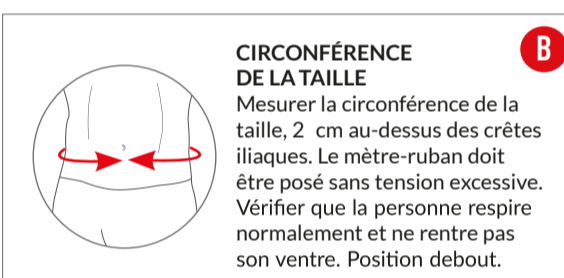 CIRCONFÉRENCE
DE LA TAILLE
B
Mesurer la circonférence de la
taille, 2 cm au-dessus des crêtes
iliaques. Le mètre-ruban doit
être posé sans tension excessive.
Vérifier que la personne respire
normalement et ne rentre pas
son ventre. Position debout.